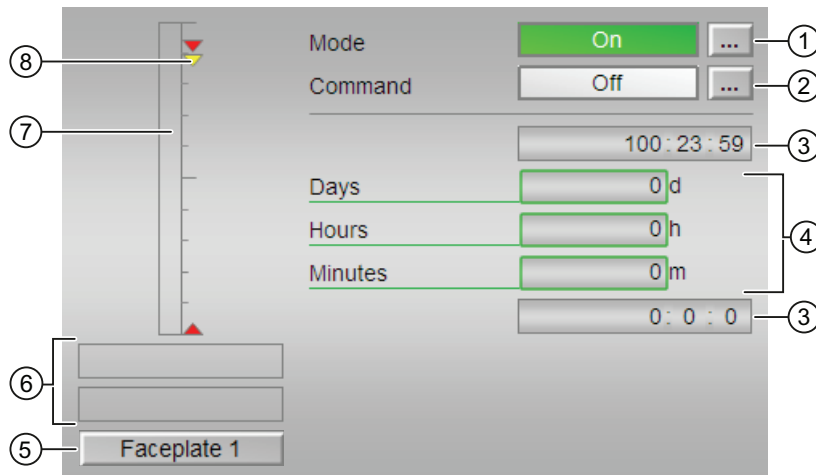 Mode On ... 1
8
Command Off ... 2
7
100:23:59 3
Days 0 d
Hours 0 h 4
Minutes 0 m
0: 0 : 0 3
6
5 Faceplate 1